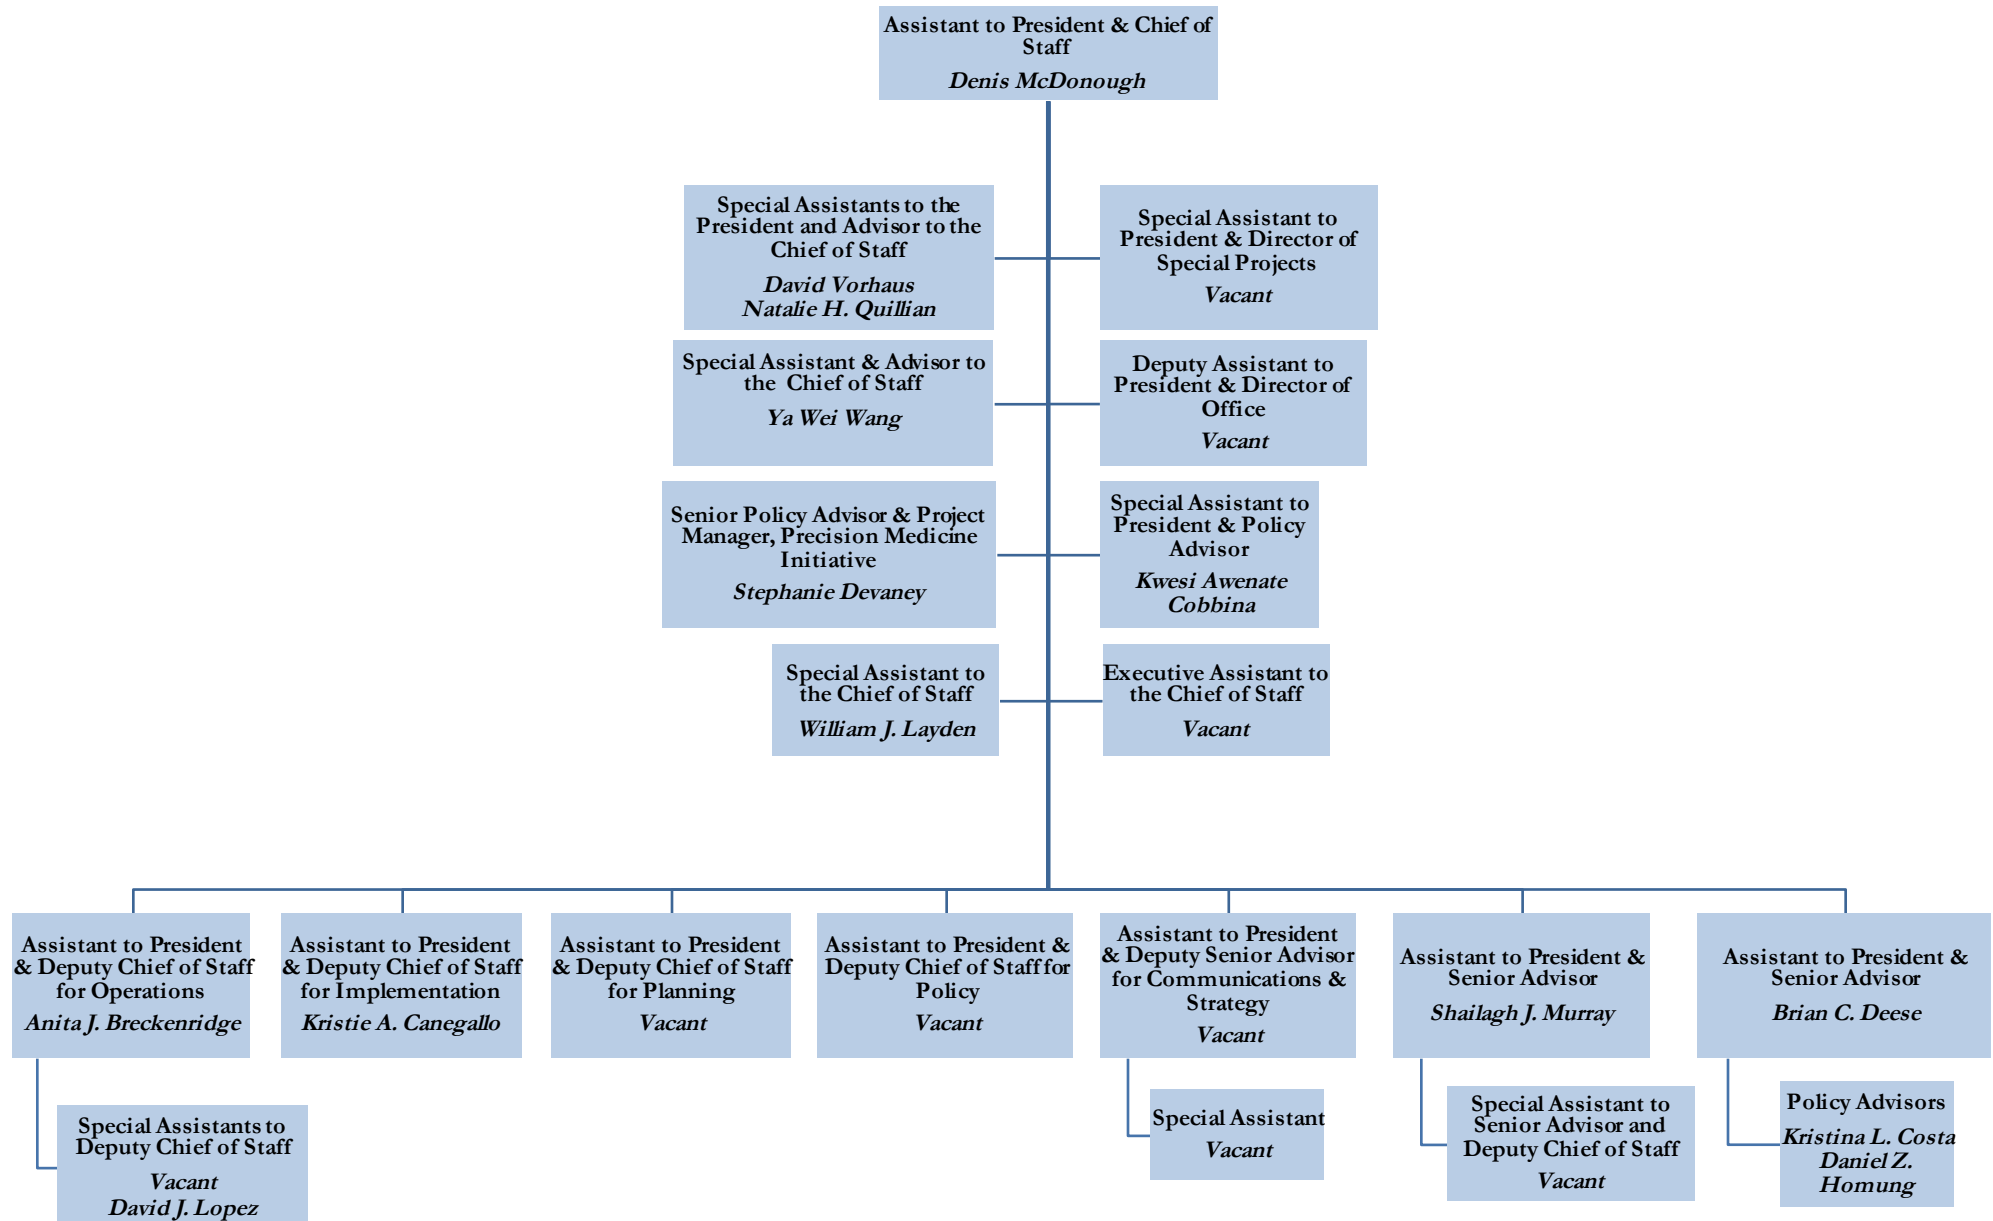 Assistant to President & Chief of
Staff
Denis McDonough
Special Assistants to the
President and Advisor to the
Chief of Staff
David Vorhaus
Natalie H. Quillian
Special Assistant to
President & Director of
Special Projects
Vacant
Special Assistant & Advisor to
the Chief of Staff
Ya Wei Wang
Deputy Assistant to
President & Director of
Office
Vacant
Senior Policy Advisor & Project
Manager, Precision Medicine
Initiative
Stephanie Devaney
Special Assistant to
President & Policy
Advisor
Kwesi Awenate
Cobbina
Special Assistant to
the Chief of Staff
William J. Layden
Executive Assistant to
the Chief of Staff
Vacant
Assistant to President
& Deputy Chief of Staff
for Operations
Anita J. Breckenridge
Assistant to President
& Deputy Chief of Staff
for Implementation
Kristie A. Canegallo
Assistant to President
& Deputy Chief of Staff
for Planning
Vacant
Assistant to President &
Deputy Chief of Staff for
Policy
Vacant
Assistant to President
& Deputy Senior Advisor
for Communications &
Strategy
Vacant
Assistant to President &
Senior Advisor
Shailagh J. Murray
Assistant to President &
Senior Advisor
Brian C. Deese
Special Assistants to
Deputy Chief of Staff
Vacant
David J. Lopez
Special Assistant
Vacant
Special Assistant to
Senior Advisor and
Deputy Chief of Staff
Vacant
Policy Advisors
Kristina L. Costa
Daniel Z.
Homung